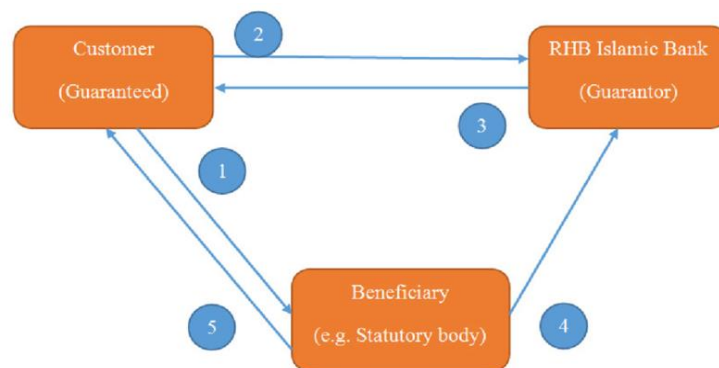 Customer
(Guaranteed)
2
RHB Islamic Bank
(Guarantor)
3
1
Beneficiary
(e.g. Statutory body)
5
4